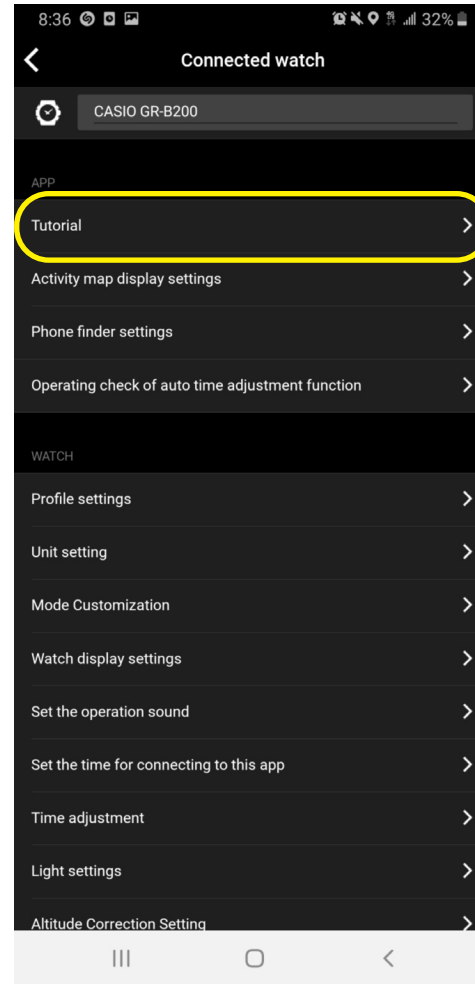 8:36 32%
Connected watch
CASIO GR-B200
APP
Tutorial
Activity map display settings
Phone finder settings
Operating check of auto time adjustment function
WATCH
Profile settings
Unit setting
Mode Customization
Watch display settings
Set the operation sound
Set the time for connecting to this app
Time adjustment
Light settings
Altitude Correction Setting